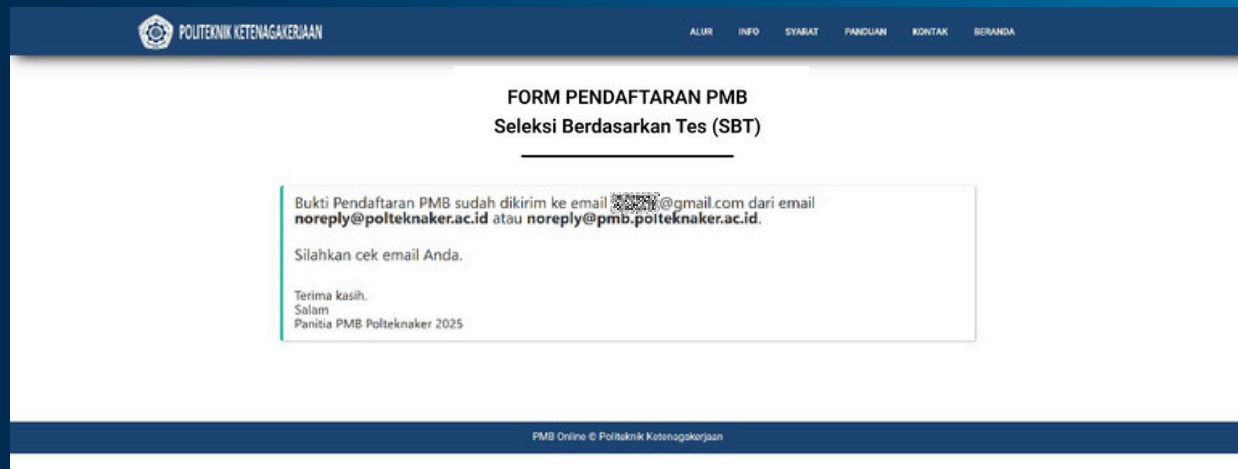 POLITEKNIK KETENAGAKERJAAN
ALUR INFO SYARAT PANDUAN KONTAK BERANDA
FORM PENDAFTARAN PMB
Seleksi Berdasarkan Tes (SBT)
Bukti Pendaftaran PMB sudah dikirim ke email @gmail.com dari email
noreply@polteknaker.ac.id atau noreply@pmb.polteknaker.ac.id.
Silahkan cek email Anda.
Terima kasih.
Salam
Panitia PMB Polteknaker 2025
PMB Online © Politeknik Ketenagakerjaan